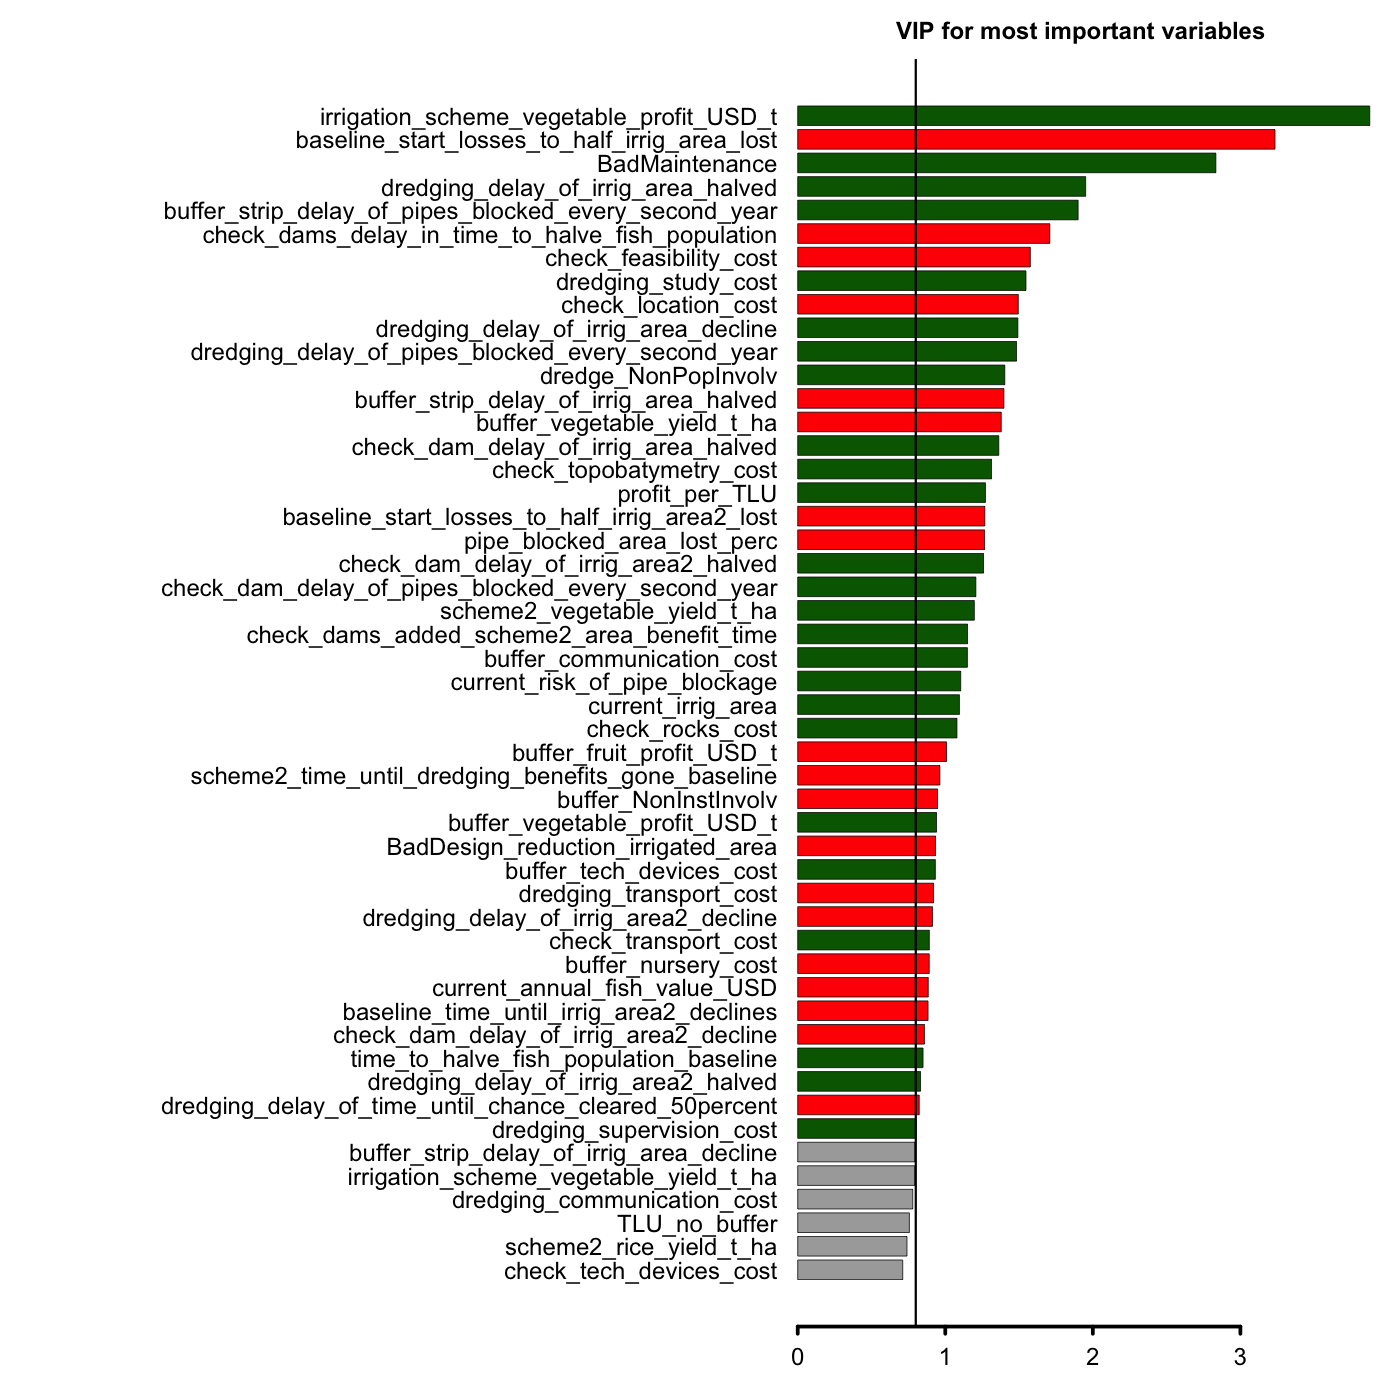 VIP for most important variables
irrigation_scheme_vegetable_profit_USD_t
baseline_start_losses_to_half_irrig_area_lost
BadMaintenance
dredging_delay_of_irrig_area_halved
buffer_strip_delay_of_pipes_blocked_every_second_year
check_dams_delay_in_time_to_halve_fish_population
check_feasibility_cost
dredging_study_cost
check_location_cost
dredging_delay_of_irrig_area_decline
dredging_delay_of_pipes_blocked_every_second_year
dredge_NonPopInvolv
buffer_strip_delay_of_irrig_area_halved
buffer_vegetable_yield_t_ha
check_dam_delay_of_irrig_area_halved
check_topobatymetry_cost
profit_per_TLU
baseline_start_losses_to_half_irrig_area2_lost
pipe_blocked_area_lost_perc
check_dam_delay_of_irrig_area2_halved
check_dam_delay_of_pipes_blocked_every_second_year
scheme2_vegetable_yield_t_ha
check_dams_added_scheme2_area_benefit_time
buffer_communication_cost
current_risk_of_pipe_blockage
current_irrig_area
check_rocks_cost
buffer_fruit_profit_USD_t
scheme2_time_until_dredging_benefits_gone_baseline
buffer_NonInstInvolv
buffer_vegetable_profit_USD_t
BadDesign_reduction_irrigated_area
buffer_tech_devices_cost
dredging_transport_cost
dredging_delay_of_irrig_area2_decline
check_transport_cost
buffer_nursery_cost
current_annual_fish_value_USD
baseline_time_until_irrig_area2_declines
check_dam_delay_of_irrig_area2_decline
time_to_halve_fish_population_baseline
dredging_delay_of_irrig_area2_halved
dredging_delay_of_time_until_chance_cleared_50percent
dredging_supervision_cost
buffer_strip_delay_of_irrig_area_decline
irrigation_scheme_vegetable_yield_t_ha
dredging_communication_cost
TLU_no_buffer
scheme2_rice_yield_t_ha
check_tech_devices_cost
0 1 2 3